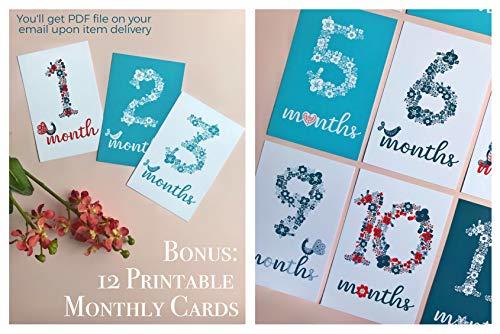 You'll get PDF file on your
email upon item delivery
1
month
2
months
3
months
BONUS:
12 PRINTABLE
MONTHLY CARDS
5
months
6
months
9
months
10
months
1